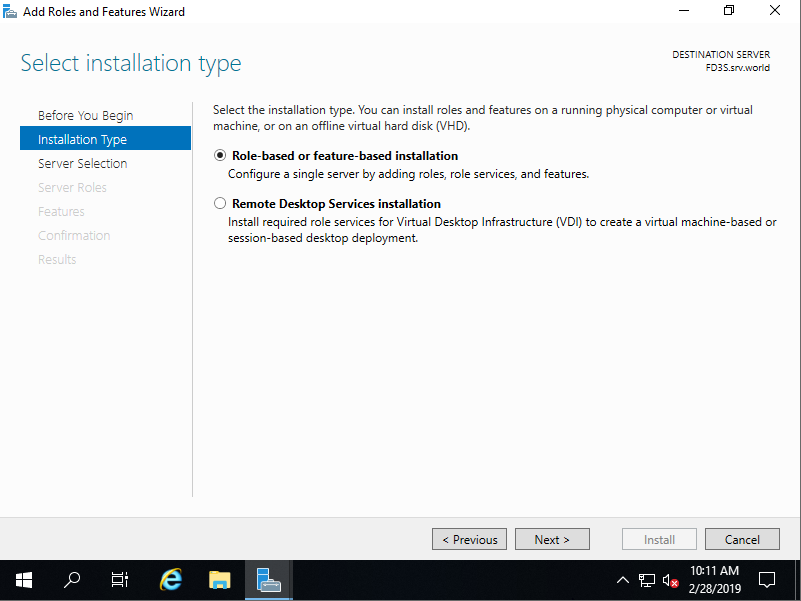 Add Roles and Features Wizard
Select installation type
DESTINATION SERVER
FD3S.srv.world
Before You Begin
Installation Type
Server Selection
Server Roles
Features
Confirmation
Results
Select the installation type. You can install roles and features on a running physical computer or virtual
machine, or on an offline virtual hard disk (VHD).
Role-based or feature-based installation
Configure a single server by adding roles, role services, and features.
Remote Desktop Services installation
Install required role services for Virtual Desktop Infrastructure (VDI) to create a virtual machine-based or
session-based desktop deployment.
< Previous
Next >
Install
Cancel
10:11 AM
2/28/2019